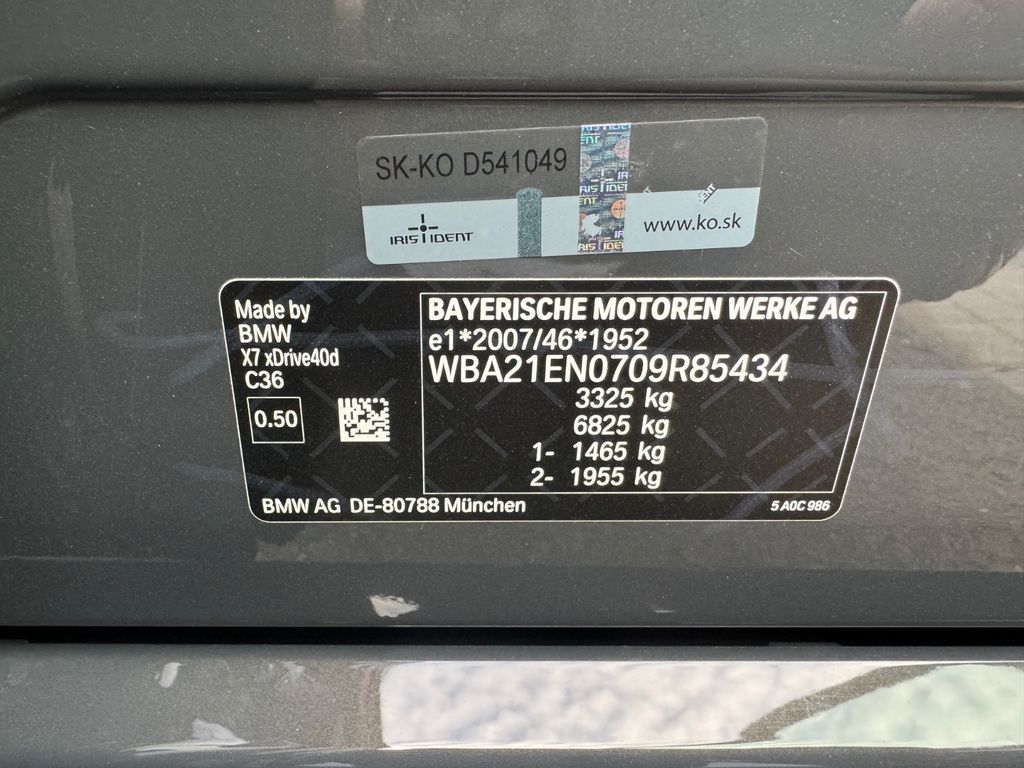 SK-KO D541049
IRIS IDENT
www.ko.sk
Made by
BMW
X7 xDrive40d
C36
0.50
BAYERISCHE MOTOREN WERKE AG
e1*2007/46*1952
WBA21EN0709R85434
3325 kg
6825 kg
1- 1465 kg
2- 1955 kg
BMW AG DE-80788 München
5 A0C 986